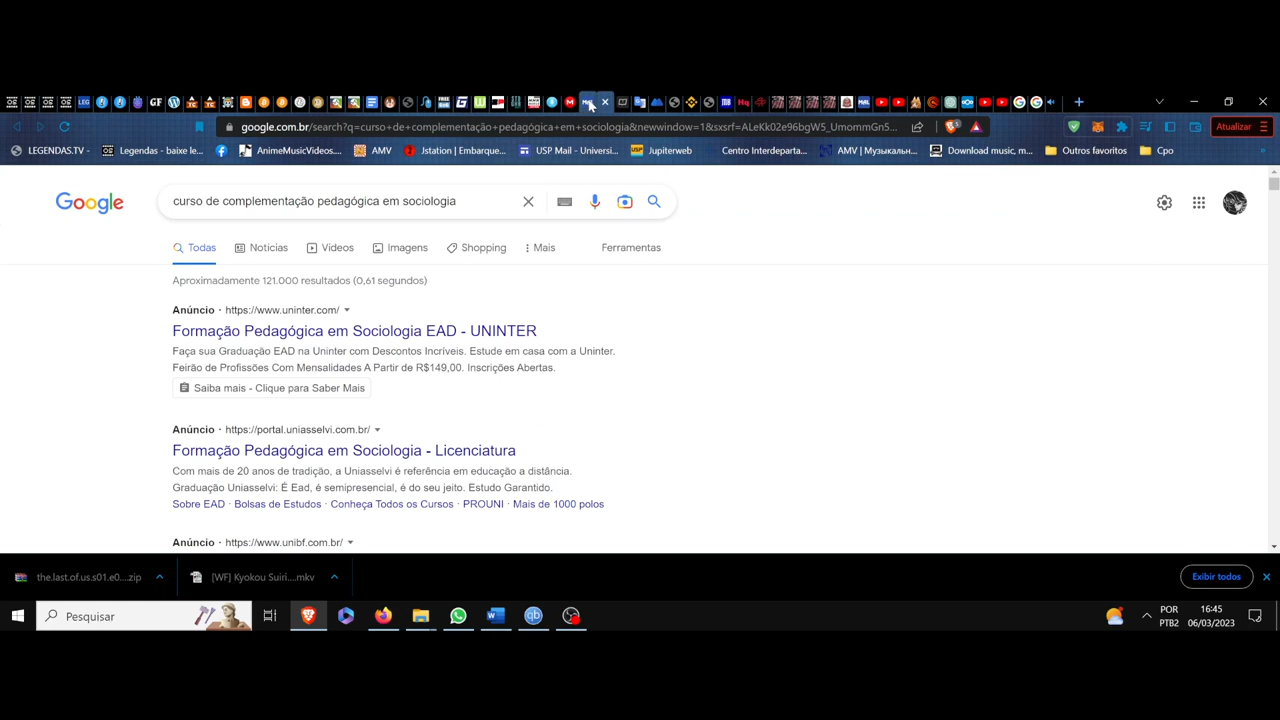 LEG
GF
FREE
google.com.br/search?q=curso+de+complementação+pedagógica+em+sociologia&newwindow=1&sxsrf=ALeKk02e96bgW5_UmommGn5...
5
Atualizar
LEGENDAS.TV -
Legendas - baixe le...
AnimeMusicVideos....
AMV
Jstation | Embarque...
USP Mail - Universi...
Jupiterweb
Centro Interdeparta...
AMV | Музыкальн...
Download music, m...
Outros favoritos
Cpo
Google
curso de complementação pedagógica em sociologia
Todas
Notícias
Vídeos
Imagens
Shopping
Mais
Ferramentas
Aproximadamente 121.000 resultados (0,61 segundos)
Anúncio · https://www.uninter.com/
Formação Pedagógica em Sociologia EAD - UNINTER
Faça sua Graduação EAD na Uninter com Descontos Incríveis. Estude em casa com a Uninter.
Feirão de Profissões Com Mensalidades A Partir de R$149,00. Inscrições Abertas.
Saiba mais - Clique para Saber Mais
Anúncio · https://portal.uniasselvi.com.br/
Formação Pedagógica em Sociologia - Licenciatura
Com mais de 20 anos de tradição, a Uniasselvi é referência em educação a distância.
Graduação Uniasselvi: É Ead, é semipresencial, é do seu jeito. Estudo Garantido.
Sobre EAD · Bolsas de Estudos · Conheça Todos os Cursos · PROUNI · Mais de 1000 polos
Anúncio · https://www.unibf.com.br/
the.last.of.us.s01.e0....zip
[WF] Kyokou Suiri....mkv
Exibir todos
Pesquisar
POR
PTB2
16:45
06/03/2023